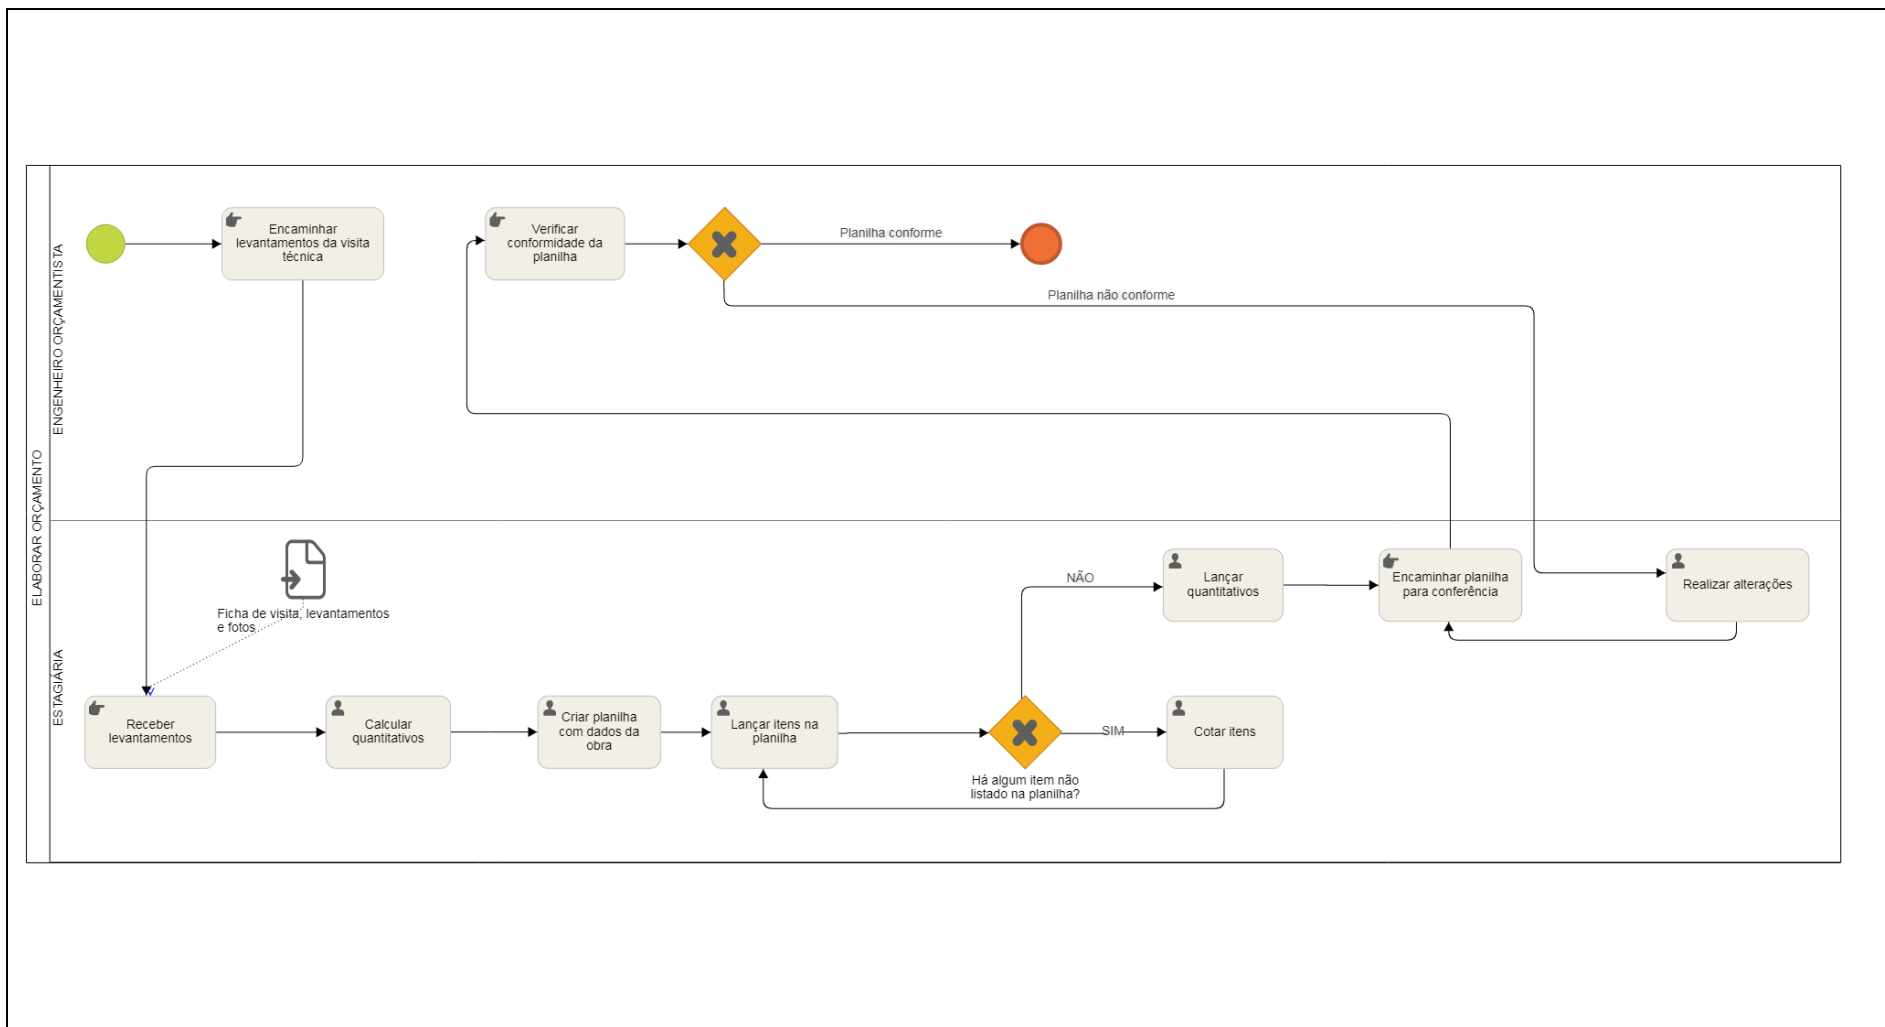 ELABORAR ORÇAMENTO
ENGENHEIRO ORÇAMENTISTA
Encaminhar
levantamentos da visita
técnica
Verificar
conformidade da
planilha
Planilha conforme
Planilha não conforme
ESTAGIÁRIA
Ficha de visita, levantamentos
e fotos
Receber
levantamentos
Calcular
quantitativos
Criar planilha
com dados da
obra
Lançar itens na
planilha
Há algum item não
listado na planilha?
NÃO
SIM
Lançar
quantitativos
Cotar itens
Encaminhar planilha
para conferência
Realizar alterações